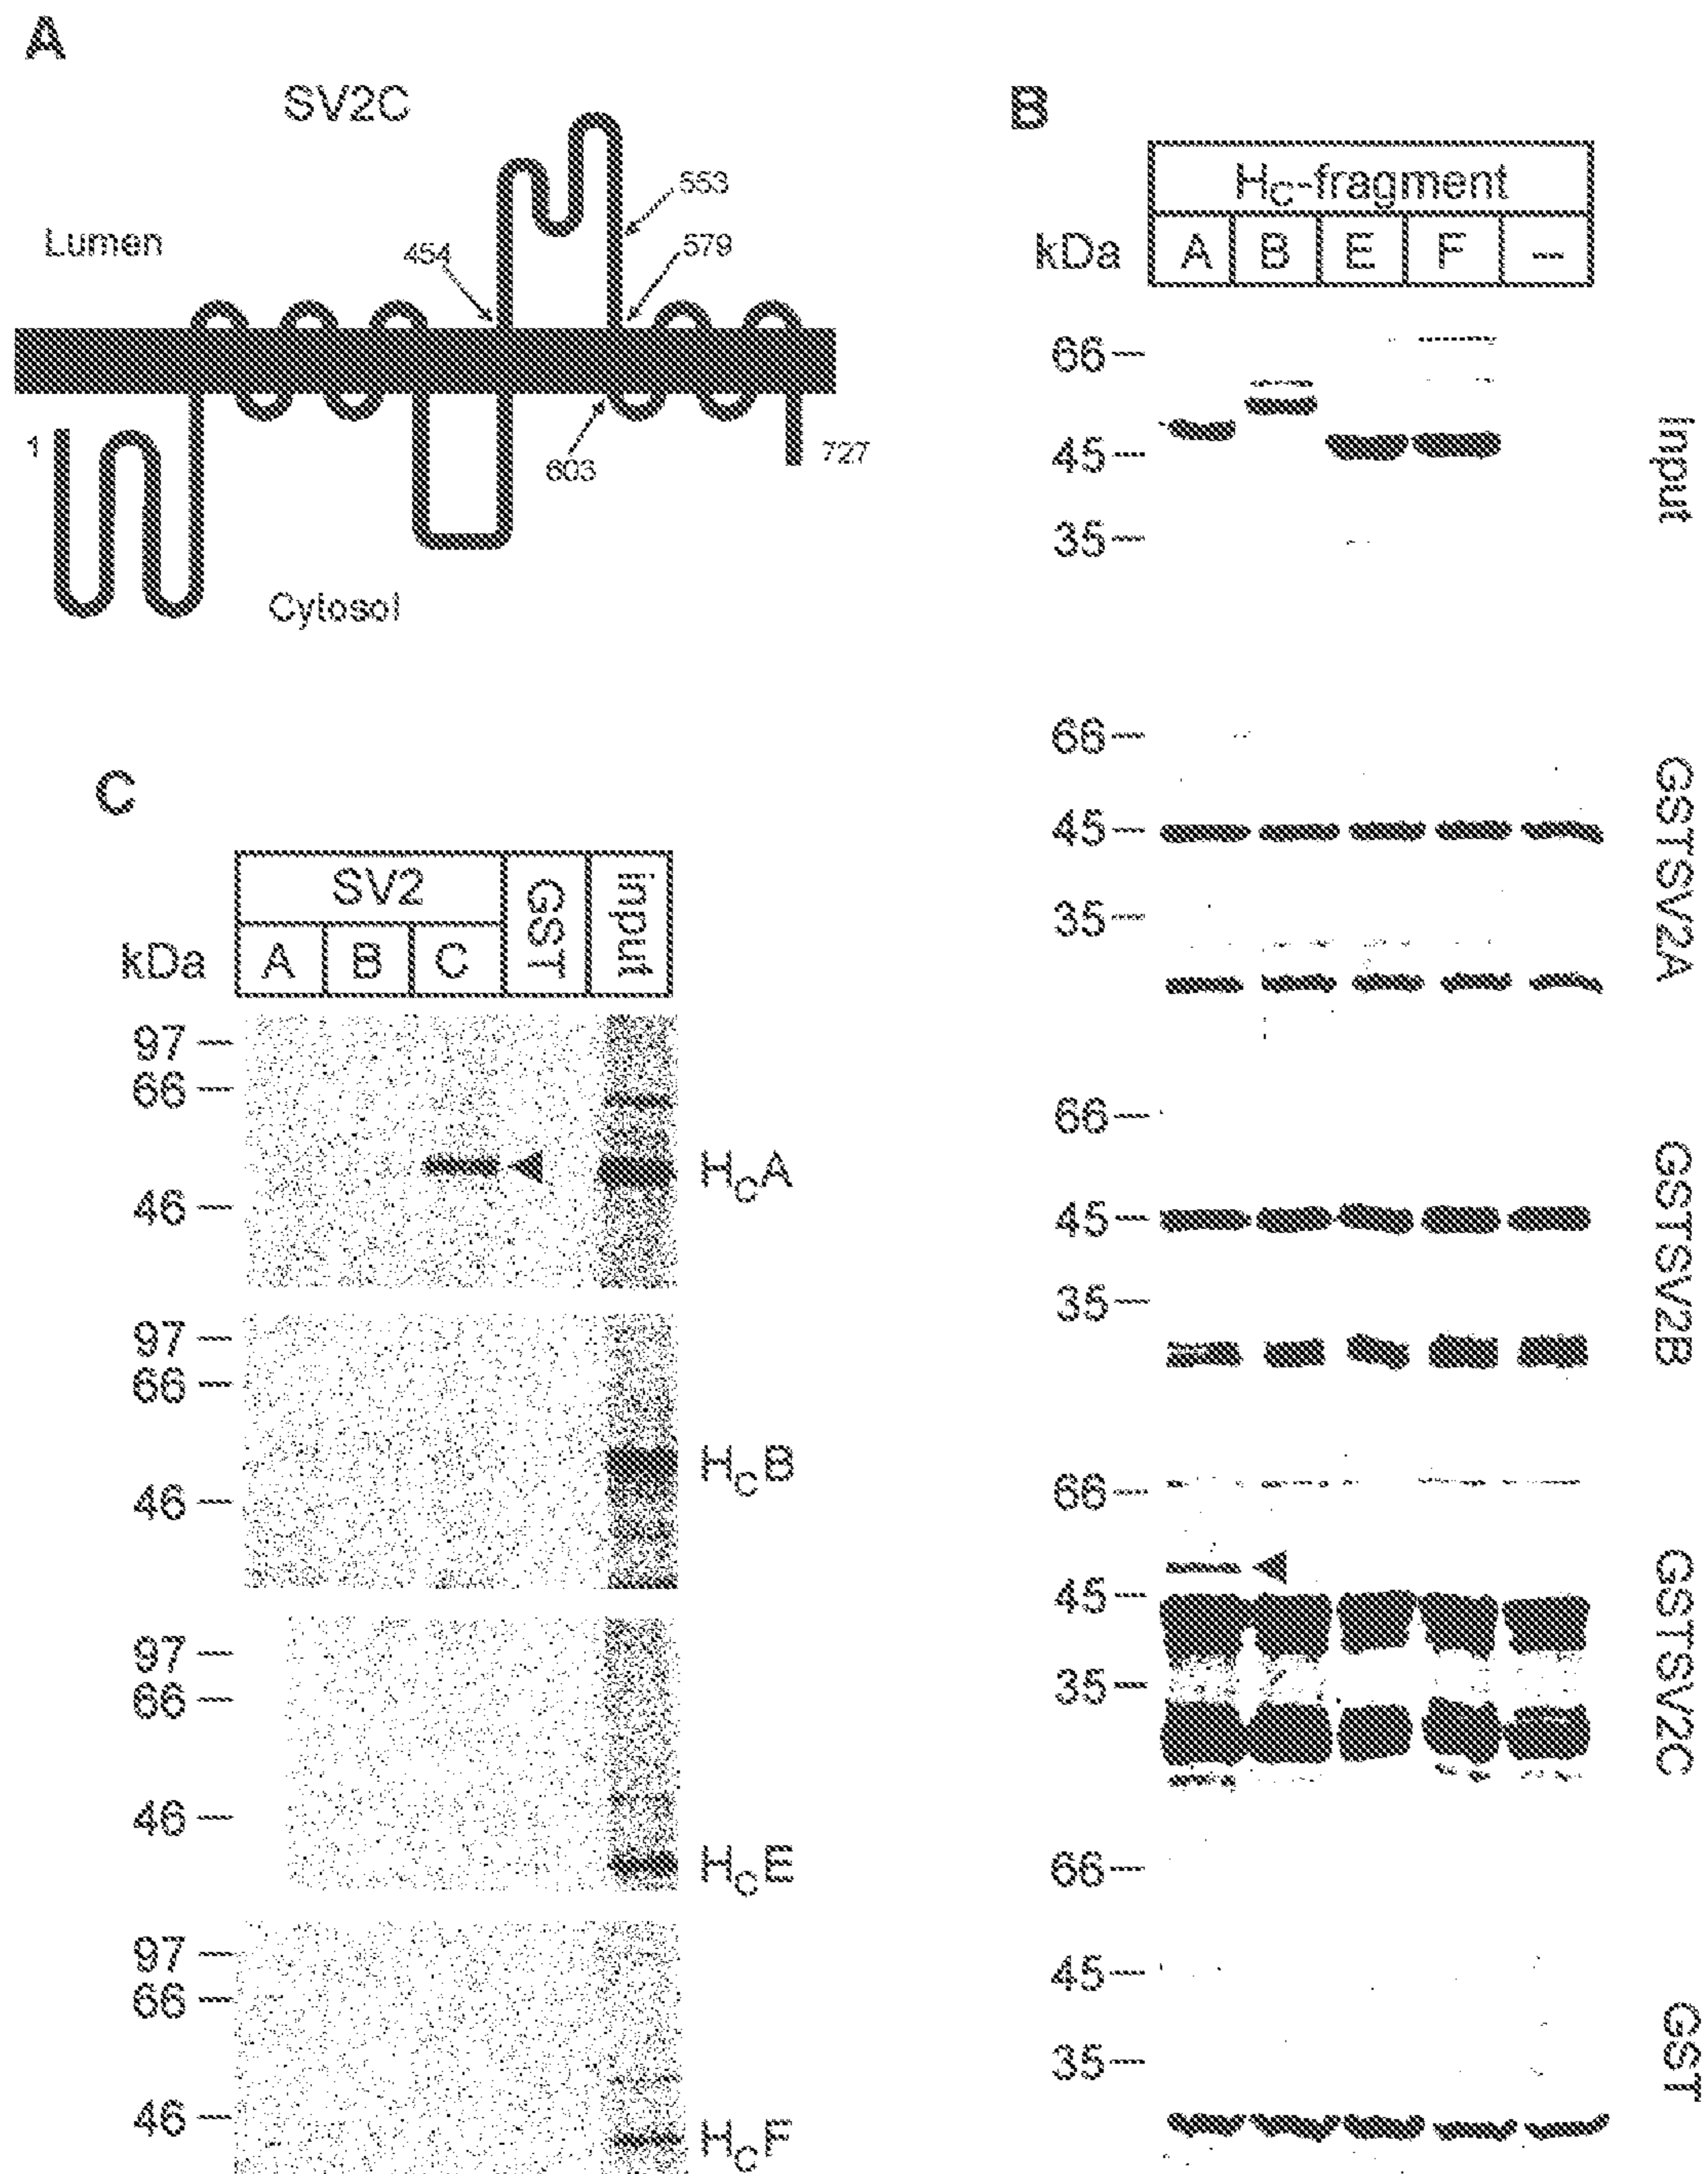 A
SV2C
Lumen
454
553
579
1
603
727
Cytosol
B
H_C-fragment
kDa A B E F --
66
45
35
Input
66
45
35
GSTSV2A
66
45
35
GSTSV2B
66
45
35
GSTSV2C
66
45
35
GST
C
SV2 GST input
kDa A B C
97
66
46
H_CA
97
66
46
H_CB
97
66
46
H_CE
97
66
46
H_CF